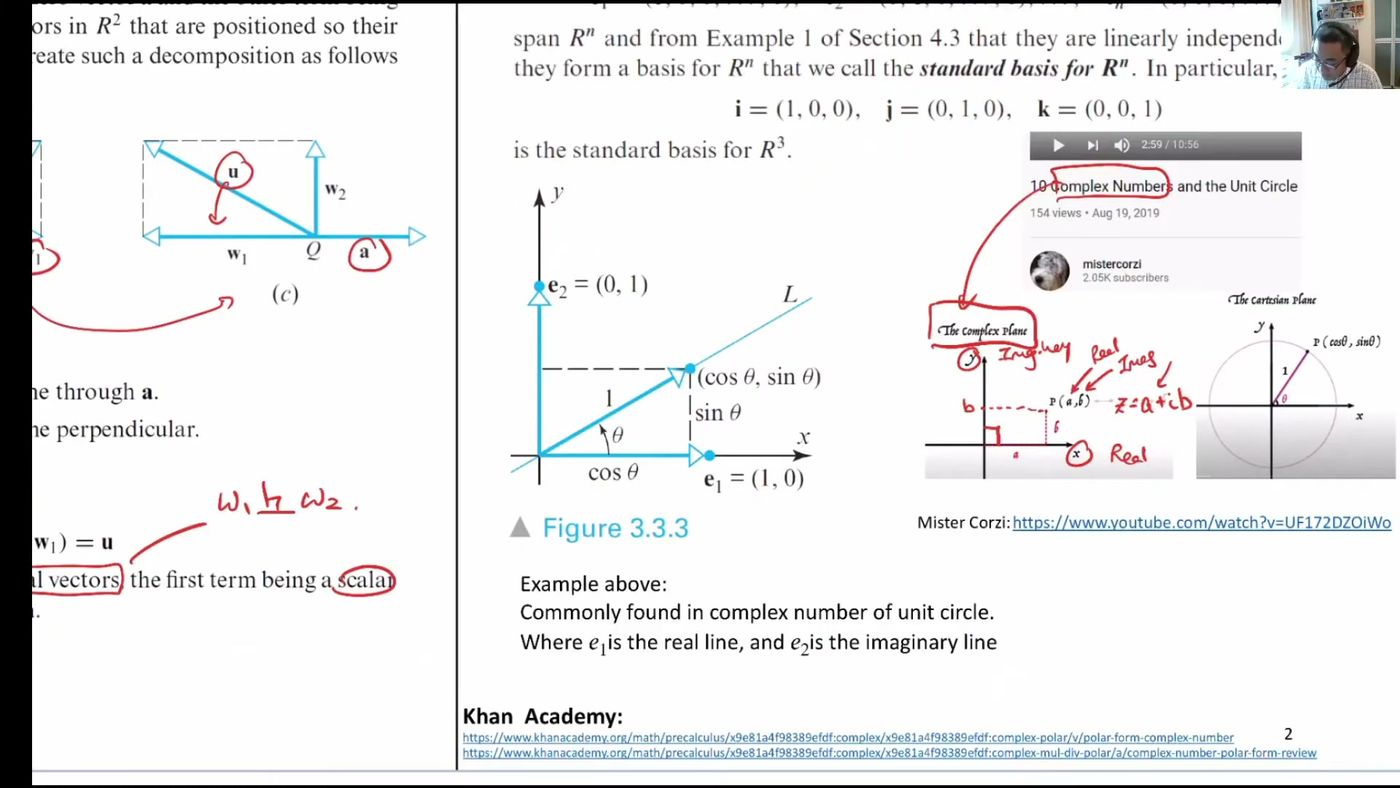 ors in R² that are positioned so their
reate such a decomposition as follows
u
w₂
w₁
Q
a
(c)
ne through a.
he perpendicular.
w₁ ⊥ w₂.
w₁) = u
al vectors, the first term being a scalar
span Rⁿ and from Example 1 of Section 4.3 that they are linearly independ
they form a basis for Rⁿ that we call the standard basis for Rⁿ. In particular,
i = (1, 0, 0), j = (0, 1, 0), k = (0, 0, 1)
is the standard basis for R³.
y
e₂ = (0, 1)
L
(cos θ, sin θ)
1
sin θ
θ
x
cos θ
e₁ = (1, 0)
Figure 3.3.3
2:59 / 10:56
10 Complex Numbers and the Unit Circle
154 views • Aug 19, 2019
mistercorzi
2.05K subscribers
The Complex Plane
y
Real
b
P(a,b)
z=a+ib
b
a
x
Real
The Cartesian Plane
y
P (cosθ, sinθ)
1
θ
x
Mister Corzi: https://www.youtube.com/watch?v=UF172DZOiWo
Example above:
Commonly found in complex number of unit circle.
Where e₁is the real line, and e₂is the imaginary line
Khan Academy:
https://www.khanacademy.org/math/precalculus/x9e81a4f98389efdf:complex/x9e81a4f98389efdf:complex-polar/v/polar-form-complex-number
https://www.khanacademy.org/math/precalculus/x9e81a4f98389efdf:complex/x9e81a4f98389efdf:complex-mul-div-polar/a/complex-number-polar-form-review
2